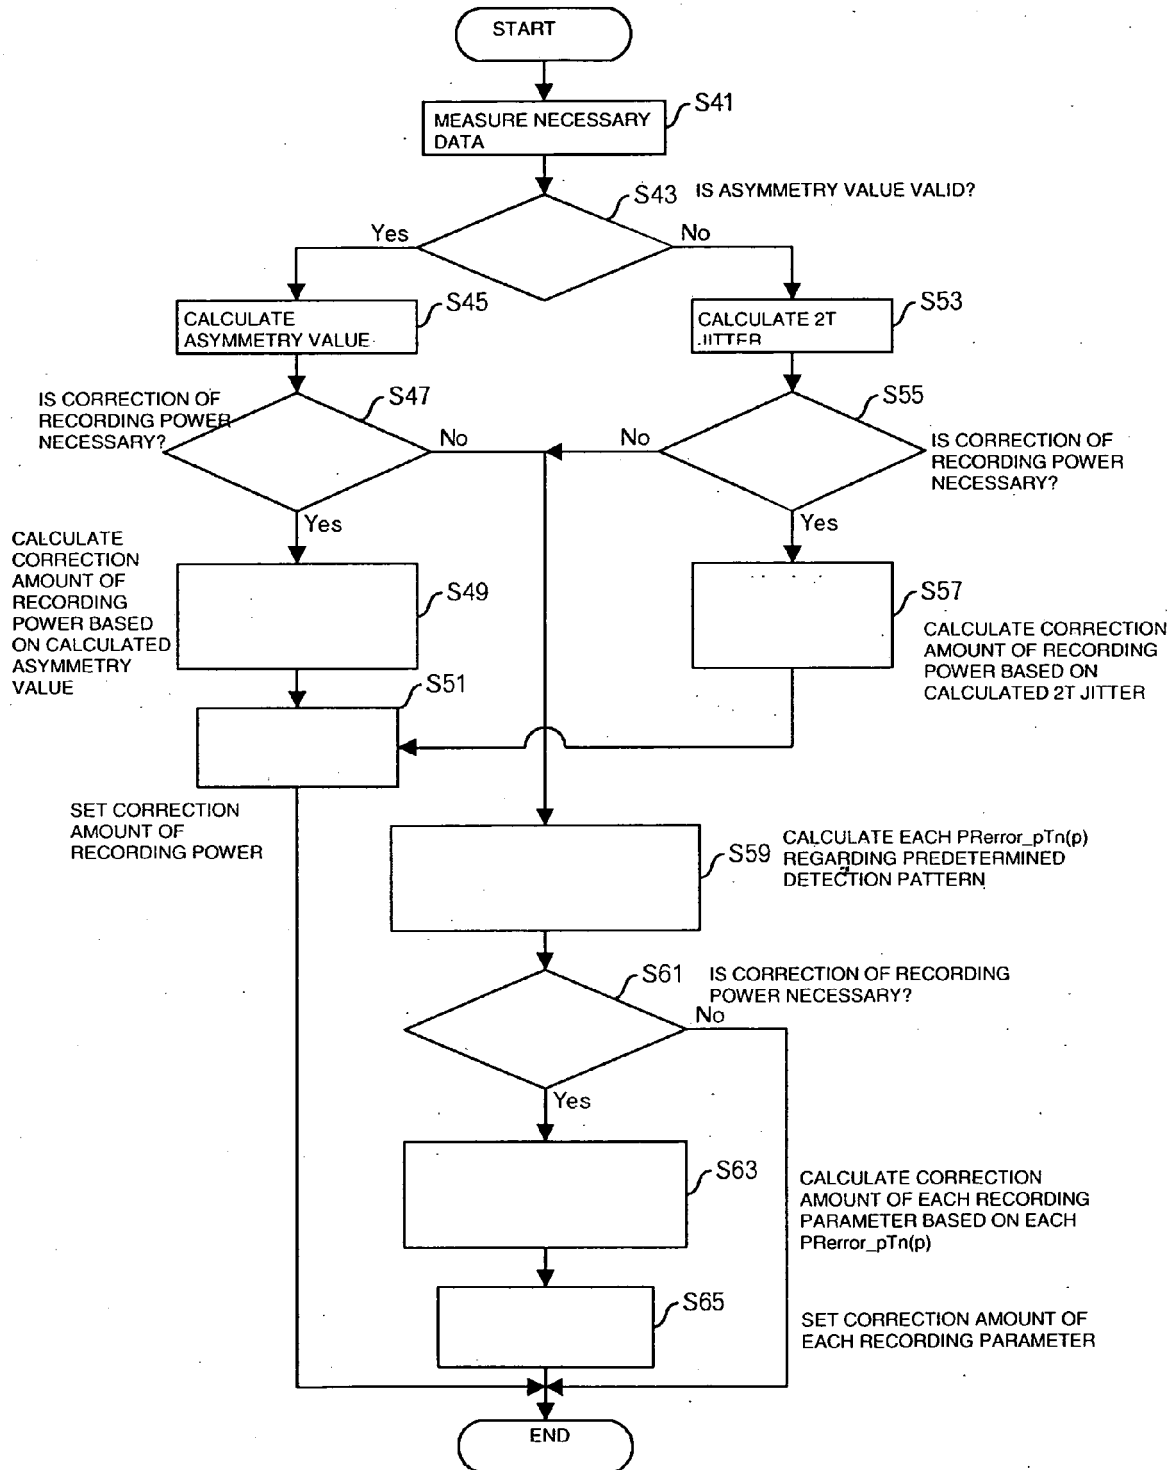 START
S41
MEASURE NECESSARY
DATA
S43
IS ASYMMETRY VALUE VALID?
Yes
No
S45
CALCULATE
ASYMMETRY VALUE
S53
CALCULATE 2T
JITTER
IS CORRECTION OF
RECORDING POWER
NECESSARY?
S47
No
S55
No
IS CORRECTION OF
RECORDING POWER
NECESSARY?
Yes
Yes
CALCULATE
CORRECTION
AMOUNT OF
RECORDING
POWER BASED
ON CALCULATED
ASYMMETRY
VALUE
S49
S57
CALCULATE CORRECTION
AMOUNT OF RECORDING
POWER BASED ON
CALCULATED 2T JITTER
S51
SET CORRECTION
AMOUNT OF
RECORDING POWER
S59
CALCULATE EACH PRerror_pTn(p)
REGARDING PREDETERMINED
DETECTION PATTERN
S61
IS CORRECTION OF RECORDING
POWER NECESSARY?
No
Yes
S63
CALCULATE CORRECTION
AMOUNT OF EACH RECORDING
PARAMETER BASED ON EACH
PRerror_pTn(p)
S65
SET CORRECTION AMOUNT OF
EACH RECORDING PARAMETER
END